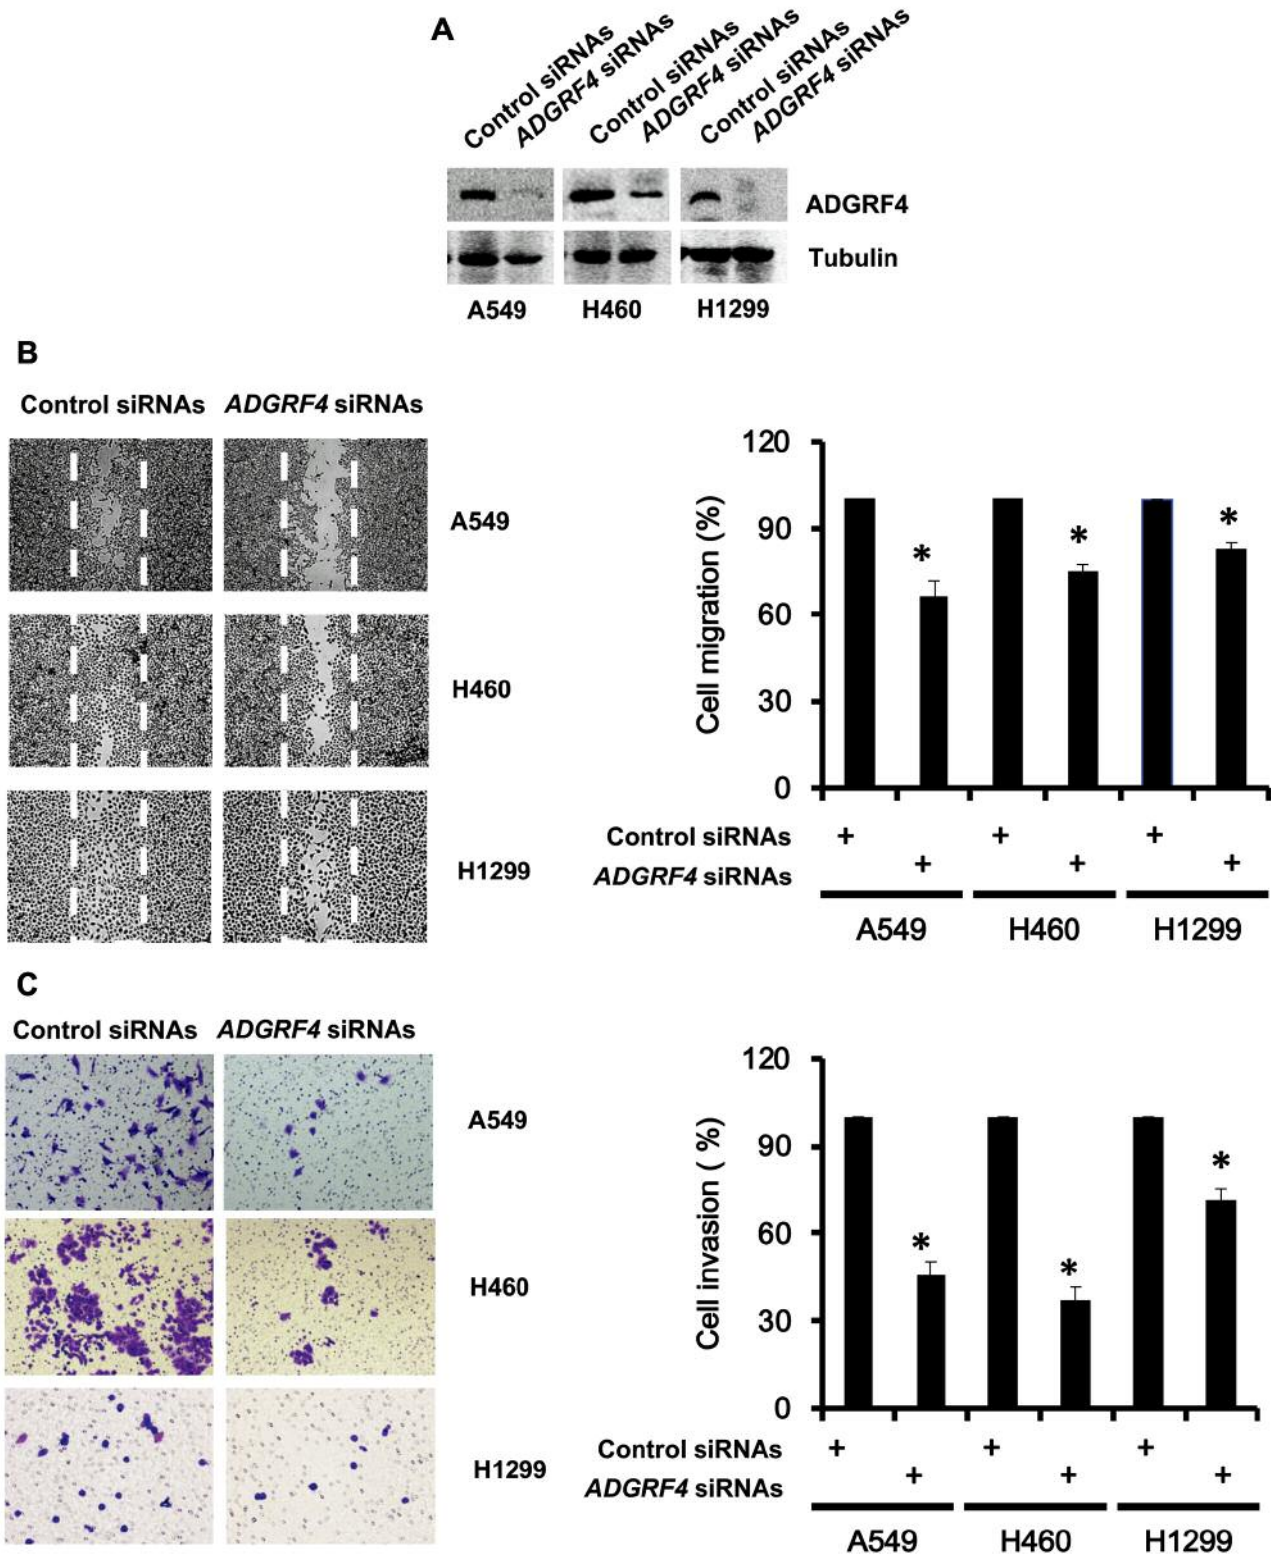 A
Control siRNAs
ADGRF4 siRNAs
Control siRNAs
ADGRF4 siRNAs
Control siRNAs
ADGRF4 siRNAs
ADGRF4
Tubulin
A549 H460 H1299
B
Control siRNAs ADGRF4 siRNAs
A549
H460
H1299
Cell migration (%)
120
90
60
30
0
Control siRNAs + + +
ADGRF4 siRNAs + + +
A549 H460 H1299
C
Control siRNAs ADGRF4 siRNAs
A549
H460
H1299
Cell invasion ( %)
120
90
60
30
0
* * *
* * *
Control siRNAs + + +
ADGRF4 siRNAs + + +
A549 H460 H1299